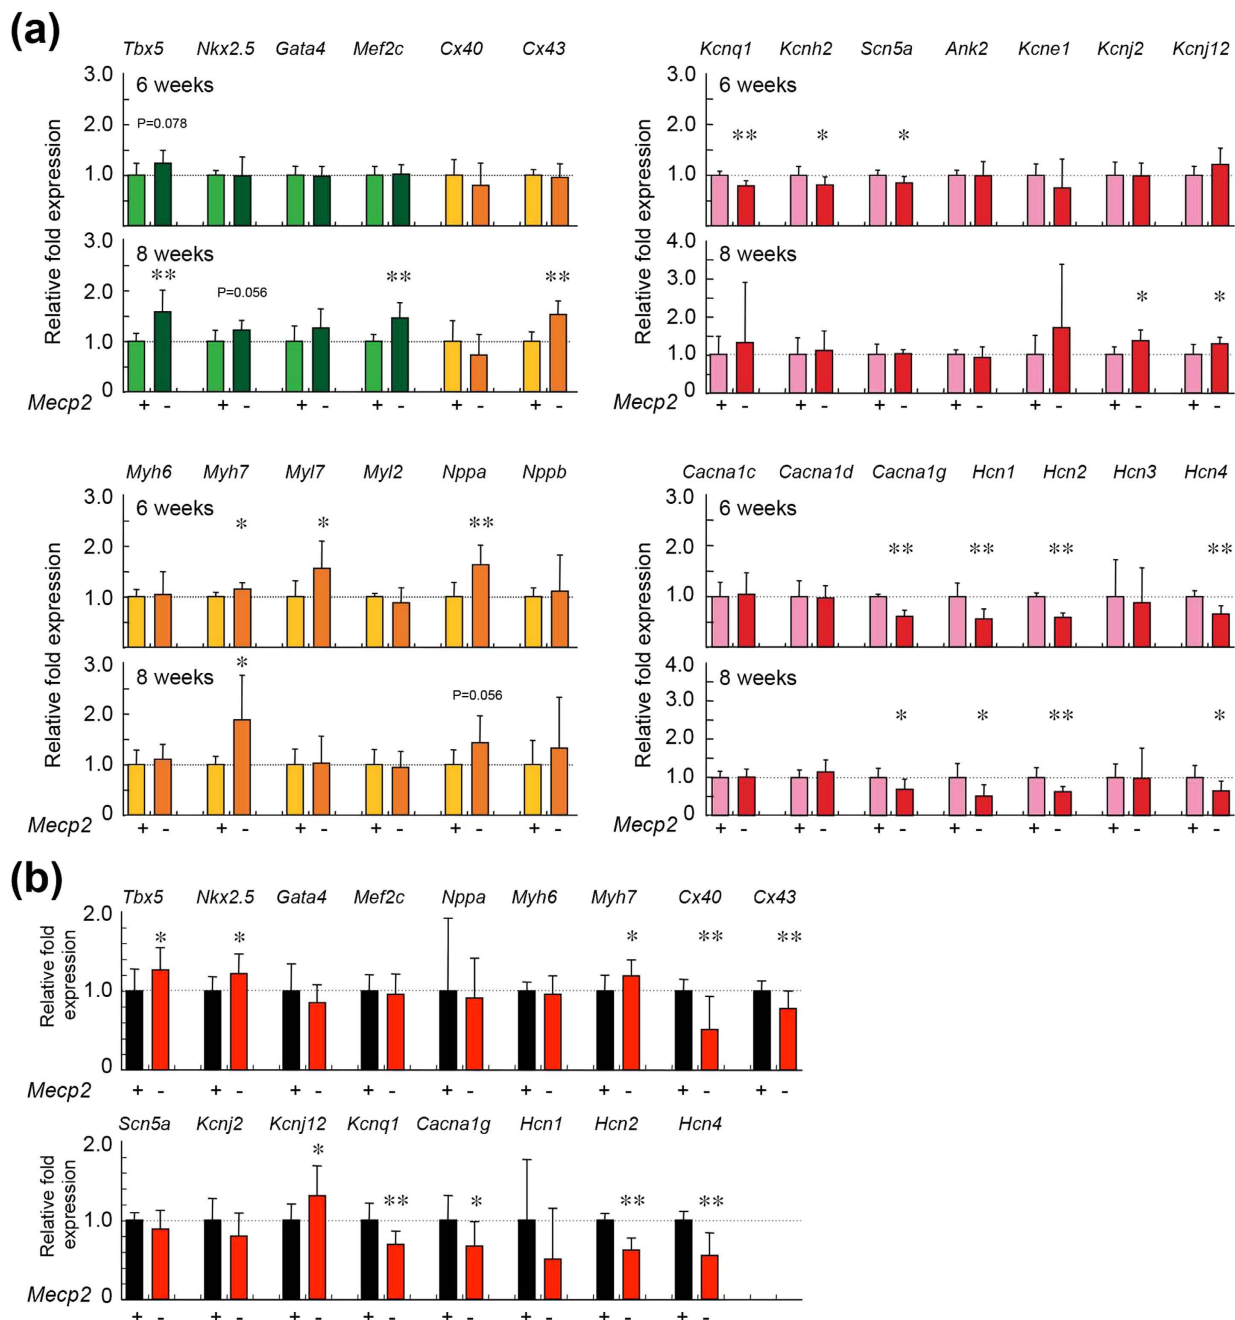 (a)
Tbx5 Nkx2.5 Gata4 Mef2c Cx40 Cx43
Relative fold expression
3.0
6 weeks
2.0
P=0.078
1.0
3.0
8 weeks
** ** **
2.0
P=0.056
1.0
0
Mecp2 + - + - + - + - + - + -
Kcnq1 Kcnh2 Scn5a Ank2 Kcne1 Kcnj2 Kcnj12
Relative fold expression
3.0
6 weeks
2.0
** * *
1.0
4.0
8 weeks
3.0
* *
2.0
1.0
0
Mecp2 + - + - + - + - + - + - + -
Myh6 Myh7 Myl7 Myl2 Nppa Nppb
Relative fold expression
3.0
6 weeks
* * **
2.0
1.0
3.0
8 weeks
*
P=0.056
2.0
1.0
0
Mecp2 + - + - + - + - + - + -
Cacna1c Cacna1d Cacna1g Hcn1 Hcn2 Hcn3 Hcn4
Relative fold expression
3.0
6 weeks
2.0
** ** ** **
1.0
4.0
8 weeks
3.0
* * ** *
2.0
1.0
0
Mecp2 + - + - + - + - + - + - + -
(b)
Tbx5 Nkx2.5 Gata4 Mef2c Nppa Myh6 Myh7 Cx40 Cx43
Relative fold
expression
2.0
* * * ** **
1.0
0
Mecp2 + - + - + - + - + - + - + - + - + -
Scn5a Kcnj2 Kcnj12 Kcnq1 Cacna1g Hcn1 Hcn2 Hcn4
Relative fold
expression
2.0
* ** * ** **
1.0
Mecp2 0
+ - + - + - + - + - + - + - + -